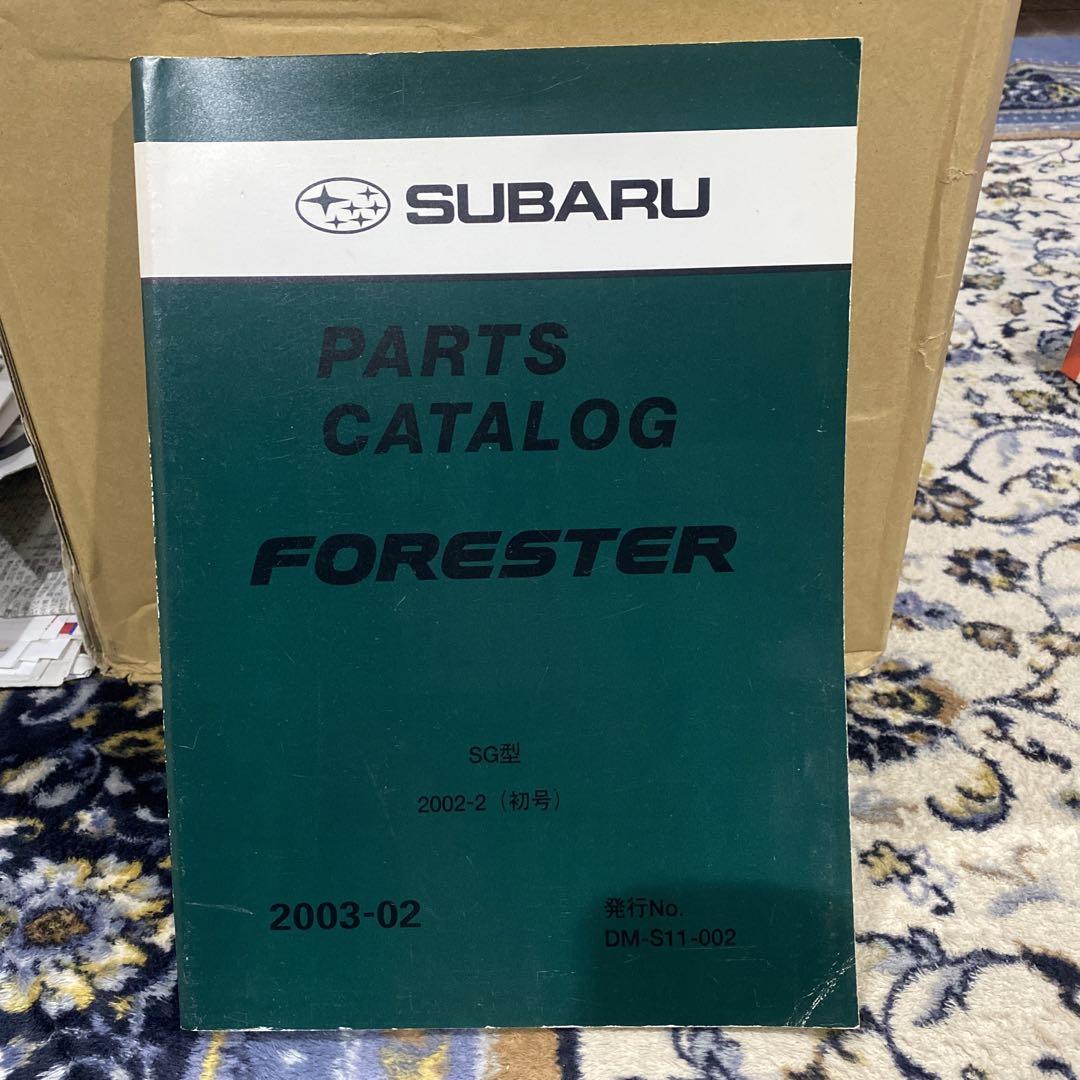 SUBARU
PARTS
CATALOG
FORESTER
SG型
2002-2（初号）
2003-02
発行No.
DM-S11-002